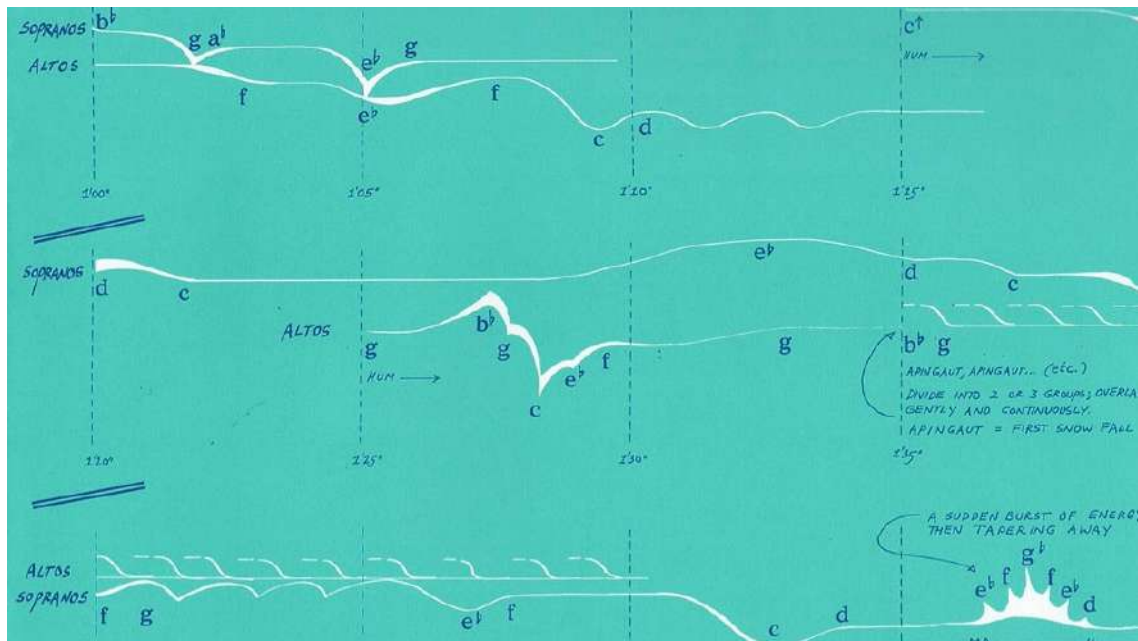 SOPRANOS b♭ g a♭ e♭ g c↑
ALTOS f e♭ f c d HUM
1'00" 1'05" 1'10" 1'15"
SOPRANOS d c e♭ d c
ALTOS g b♭ g c e♭ f g b♭ g
HUM
APINGAUT, APINGAUT... (etc.)
DIVIDE INTO 2 OR 3 GROUPS; OVERLA
GENTLY AND CONTINUOUSLY.
APINGAUT = FIRST SNOW FALL
1'20" 1'25" 1'30" 1'35"
A SUDDEN BURST OF ENERGY
THEN TAPERING AWAY
ALTOS
SOPRANOS f g e♭ f c d e♭ f g♭ f e♭ d